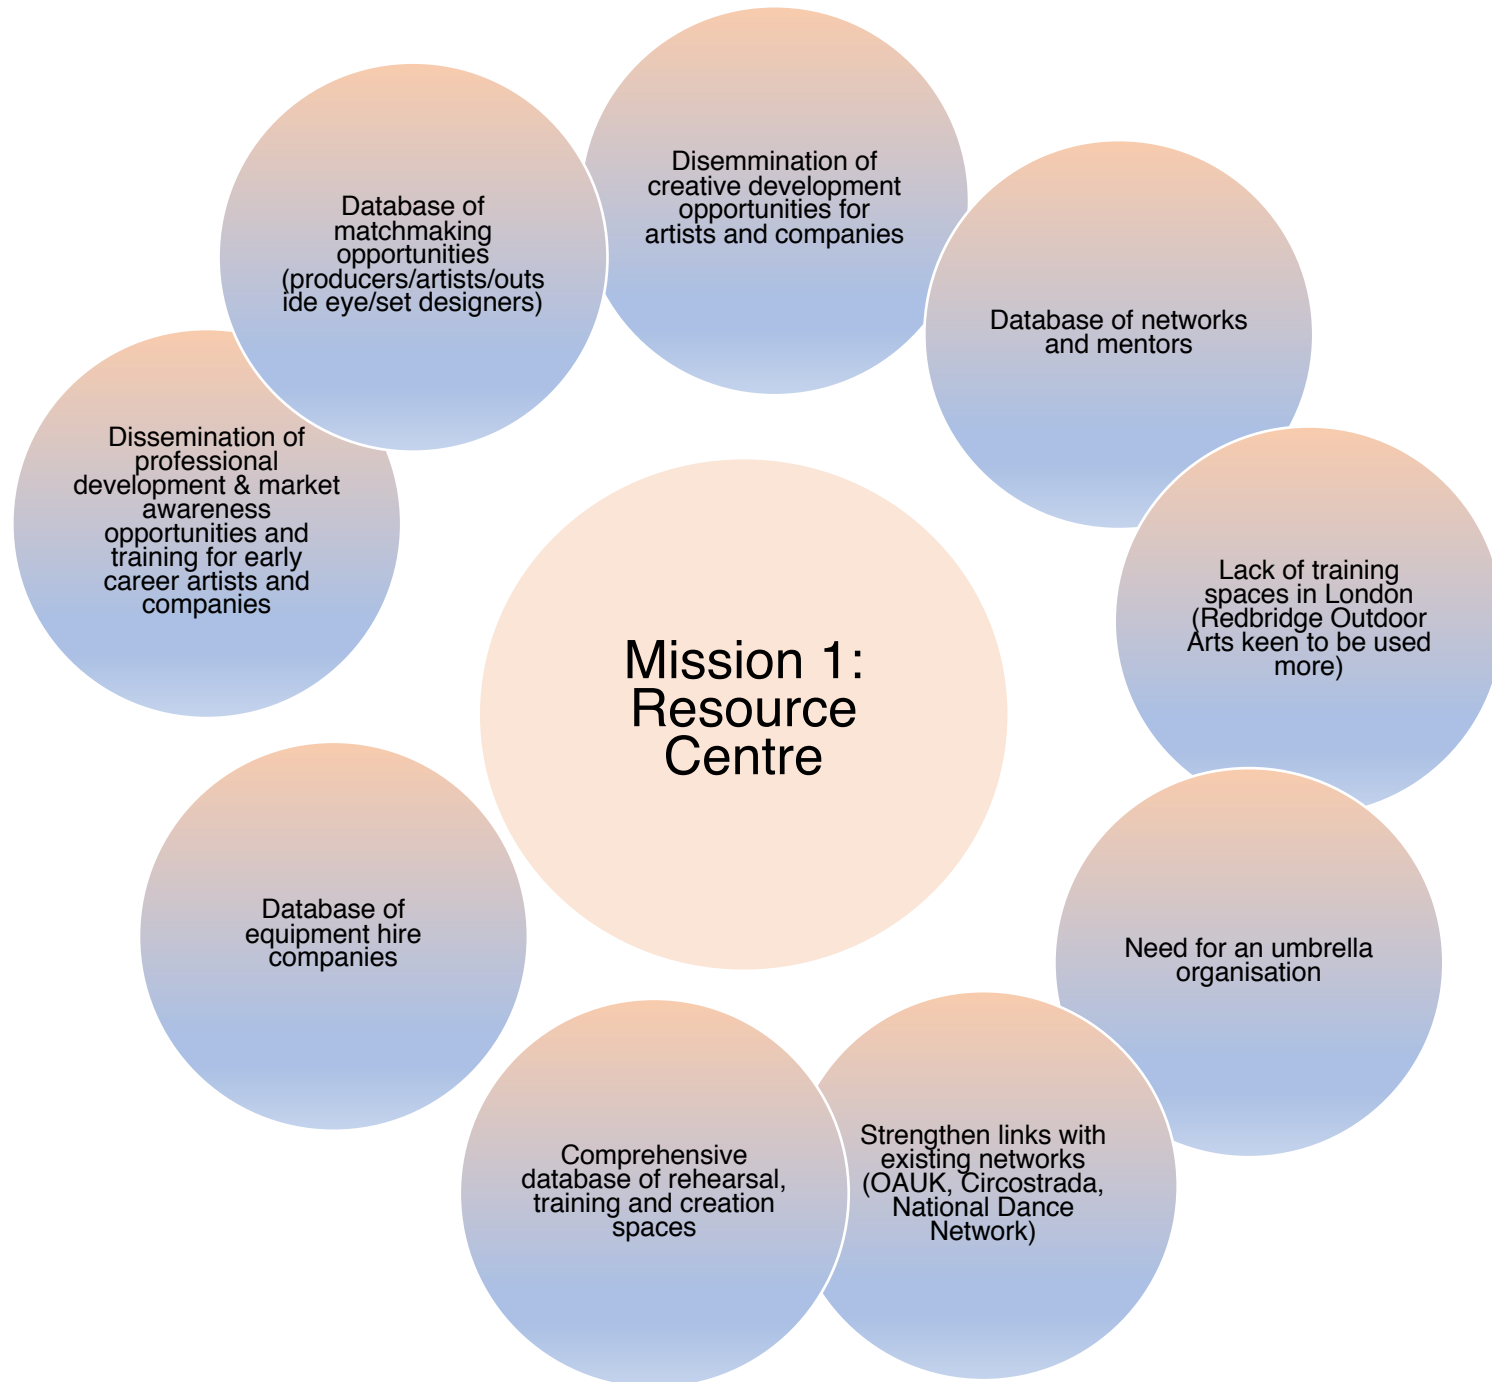 Disemmination of
creative development
opportunities for
artists and companies
Database of networks
and mentors
Lack of training
spaces in London
(Redbridge Outdoor
Arts keen to be used
more)
Need for an umbrella
organisation
Strengthen links with
existing networks
(OAUK, Circostrada,
National Dance
Network)
Comprehensive
database of rehearsal,
training and creation
spaces
Database of
equipment hire
companies
Dissemination of
professional
development & market
awareness
opportunities and
training for early
career artists and
companies
Database of
matchmaking
opportunities
(producers/artists/outs
ide eye/set designers)
Mission 1:
Resource
Centre